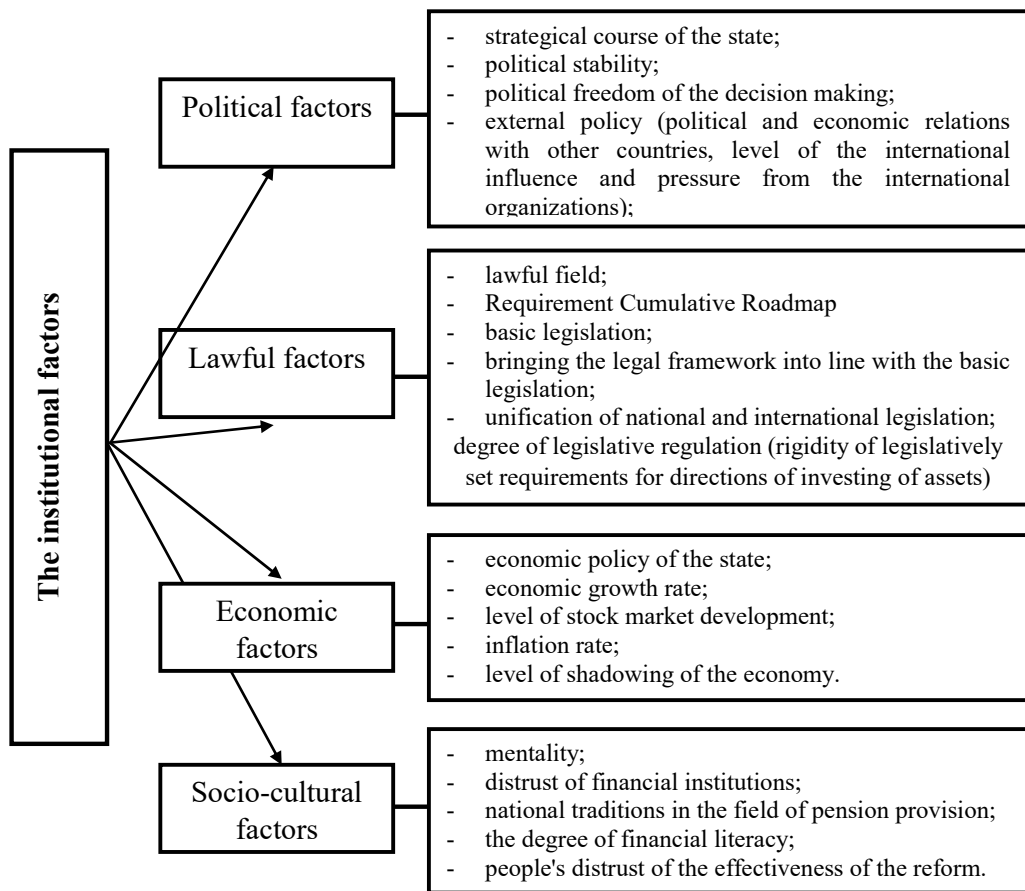 The institutional factors
Political factors
- strategical course of the state;
- political stability;
- political freedom of the decision making;
- external policy (political and economic relations
with other countries, level of the international
influence and pressure from the international
organizations);
Lawful factors
- lawful field;
- Requirement Cumulative Roadmap
- basic legislation;
- bringing the legal framework into line with the basic
legislation;
- unification of national and international legislation;
degree of legislative regulation (rigidity of legislatively
set requirements for directions of investing of assets)
Economic
factors
- economic policy of the state;
- economic growth rate;
- level of stock market development;
- inflation rate;
- level of shadowing of the economy.
Socio-cultural
factors
- mentality;
- distrust of financial institutions;
- national traditions in the field of pension provision;
- the degree of financial literacy;
- people's distrust of the effectiveness of the reform.